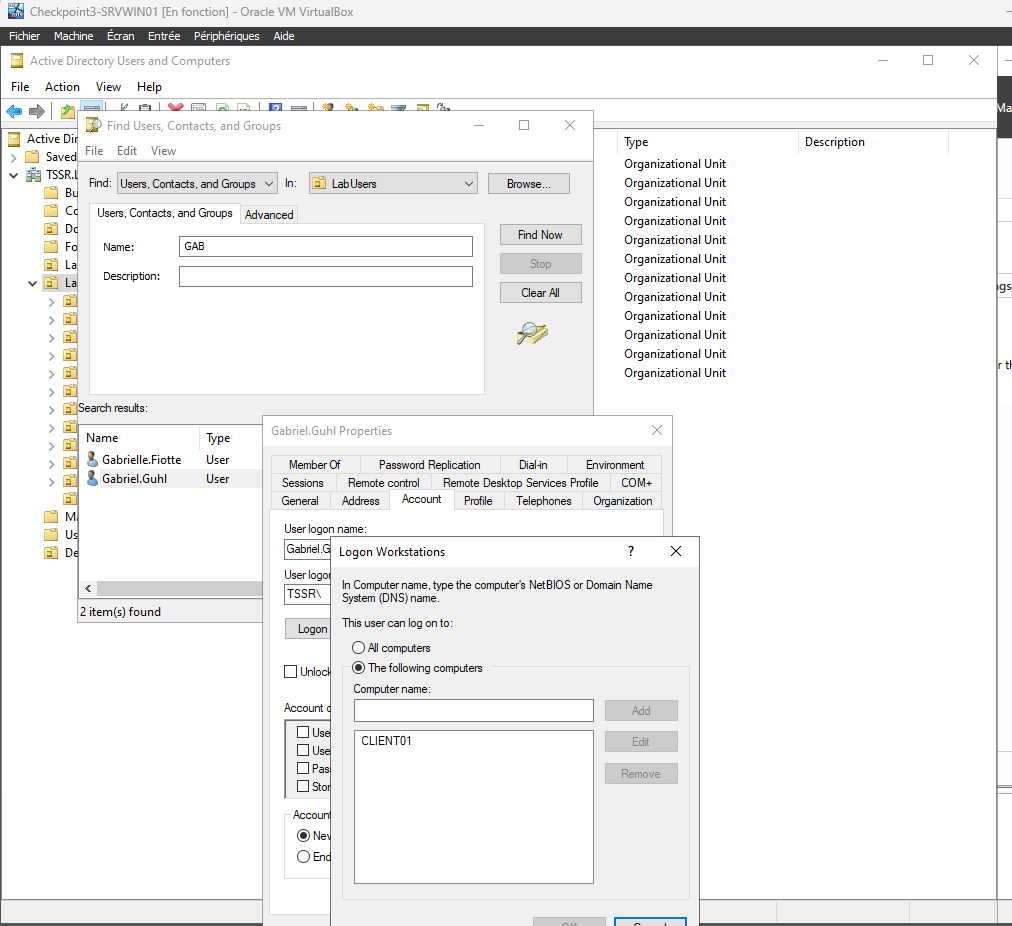 Checkpoint3-SRVWIN01 [En fonction] - Oracle VM VirtualBox
Fichier Machine Écran Entrée Périphériques Aide
Active Directory Users and Computers
File Action View Help
Active Dir
Saved
TSSR.L
Bu
Co
Do
Fo
La
La
Ma
Us
De
Find Users, Contacts, and Groups
File Edit View
Find: Users, Contacts, and Groups In: LabUsers Browse...
Users, Contacts, and Groups Advanced
Name: GAB
Description:
Find Now
Stop
Clear All
Search results:
Name Type
Gabrielle.Fiotte User
Gabriel.Guhl User
2 item(s) found
Type Description
Organizational Unit
Organizational Unit
Organizational Unit
Organizational Unit
Organizational Unit
Organizational Unit
Organizational Unit
Organizational Unit
Organizational Unit
Organizational Unit
Organizational Unit
Organizational Unit
Ma
ngs
r th
Gabriel.Guhl Properties
Member Of Password Replication Dial-in Environment
Sessions Remote control Remote Desktop Services Profile COM+
General Address Account Profile Telephones Organization
User logon name:
Gabriel.G
User logon
TSSR\
Logon
Unlock
Account o
Use
Use
Pas
Stor
Account
Nev
End
Logon Workstations
?
In Computer name, type the computer's NetBIOS or Domain Name
System (DNS) name.
This user can log on to:
All computers
The following computers
Computer name:
Add
CLIENT01
Edit
Remove